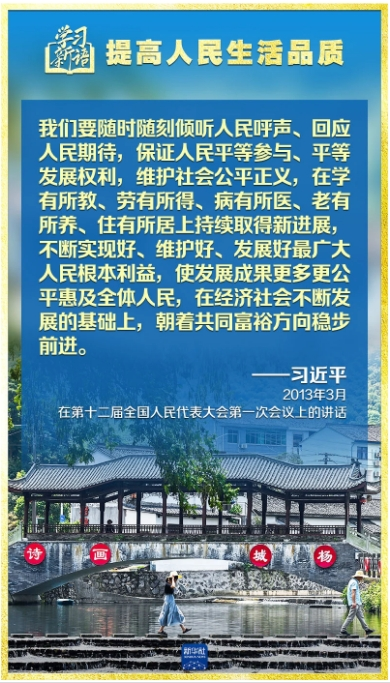 学习
新语
提高人民生活品质
我们要随时随刻倾听人民呼声、回应
人民期待，保证人民平等参与、平等
发展权利，维护社会公平正义，在学
有所教、劳有所得、病有所医、老有
所养、住有所居上持续取得新进展，
不断实现好、维护好、发展好最广大
人民根本利益，使发展成果更多更公
平惠及全体人民，在经济社会不断发
展的基础上，朝着共同富裕方向稳步
前进。
——习近平
2013年3月
在第十二届全国人民代表大会第一次会议上的讲话
诗 画 城 杨
新华社